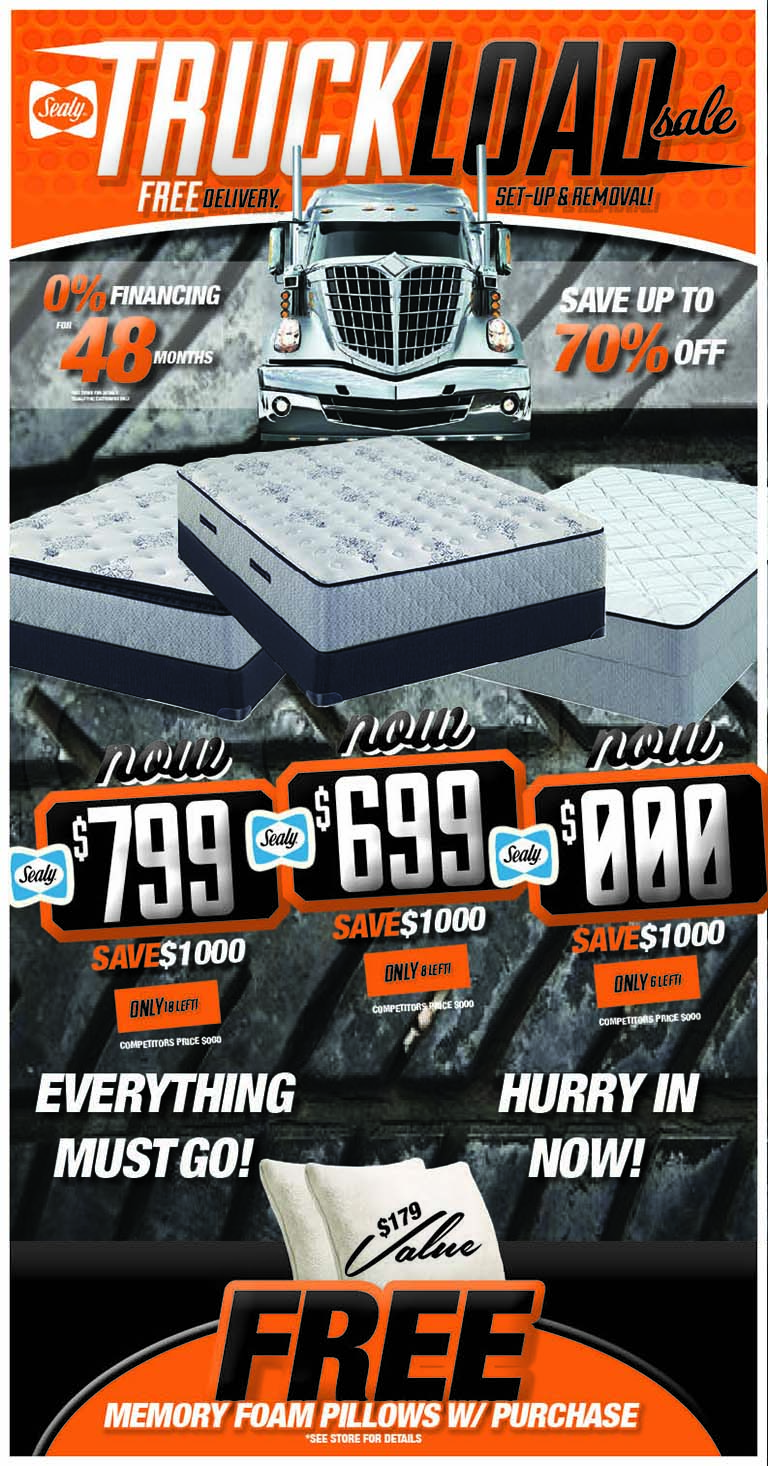 Sealy
TRUCKLOAD sale
FREE DELIVERY, SET-UP & REMOVAL!
0% FINANCING
FOR 48 MONTHS
SAVE UP TO
70% OFF
now
$799
Sealy
SAVE $1000
ONLY 18 LEFT!
COMPETITORS PRICE $000
now
$699
Sealy
SAVE $1000
ONLY 8 LEFT!
COMPETITORS PRICE $000
now
$000
Sealy
SAVE $1000
ONLY 6 LEFT!
COMPETITORS PRICE $000
EVERYTHING
MUST GO!
HURRY IN
NOW!
$179
Value
FREE
MEMORY FOAM PILLOWS W/ PURCHASE
*SEE STORE FOR DETAILS